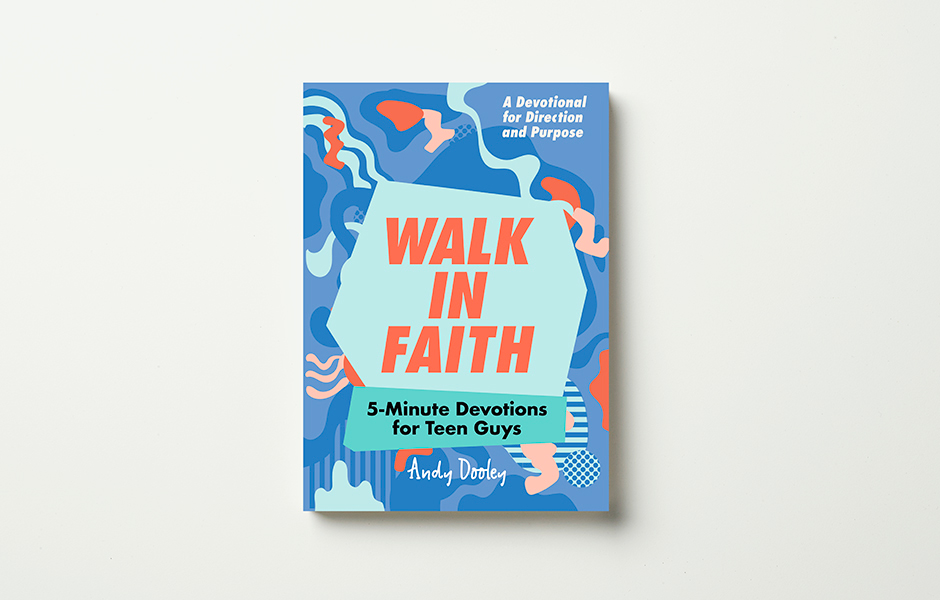 A Devotional
for Direction
and Purpose
WALK
IN
FAITH
5-Minute Devotions
for Teen Guys
Andy Dooley